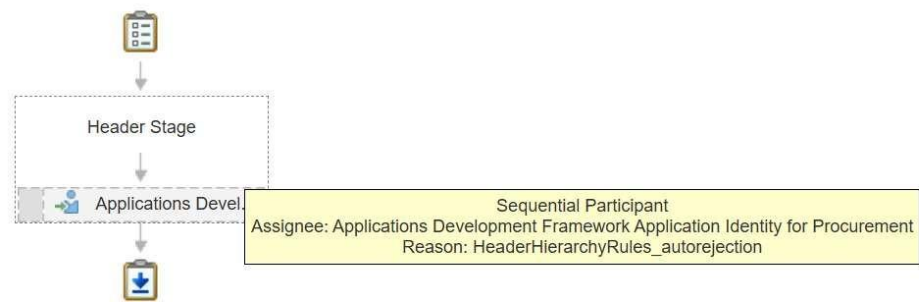 Header Stage
Applications Devel.
Sequential Participant
Assignee: Applications Development Framework Application Identity for Procurement
Reason: HeaderHierarchyRules_autorejection